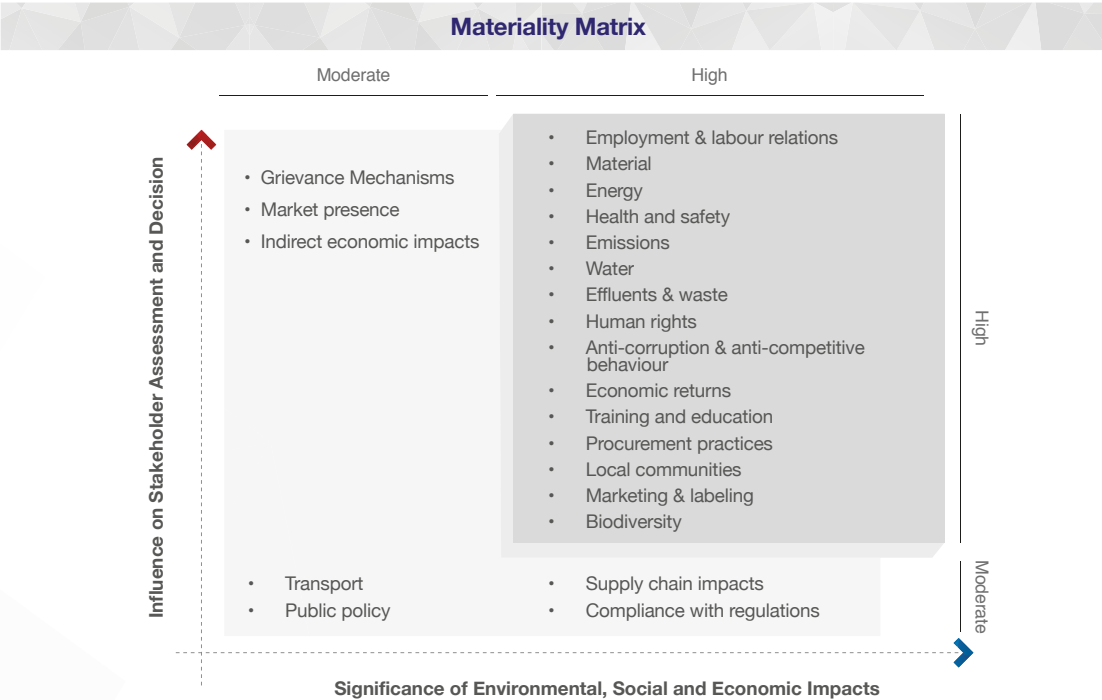 Materiality Matrix
Moderate
High
Influence on Stakeholder Assessment and Decision
• Grievance Mechanisms
• Market presence
• Indirect economic impacts
• Employment & labour relations
• Material
• Energy
• Health and safety
• Emissions
• Water
• Effluents & waste
• Human rights
• Anti-corruption & anti-competitive
behaviour
• Economic returns
• Training and education
• Procurement practices
• Local communities
• Marketing & labeling
• Biodiversity
High
• Transport
• Public policy
• Supply chain impacts
• Compliance with regulations
Moderate
Significance of Environmental, Social and Economic Impacts